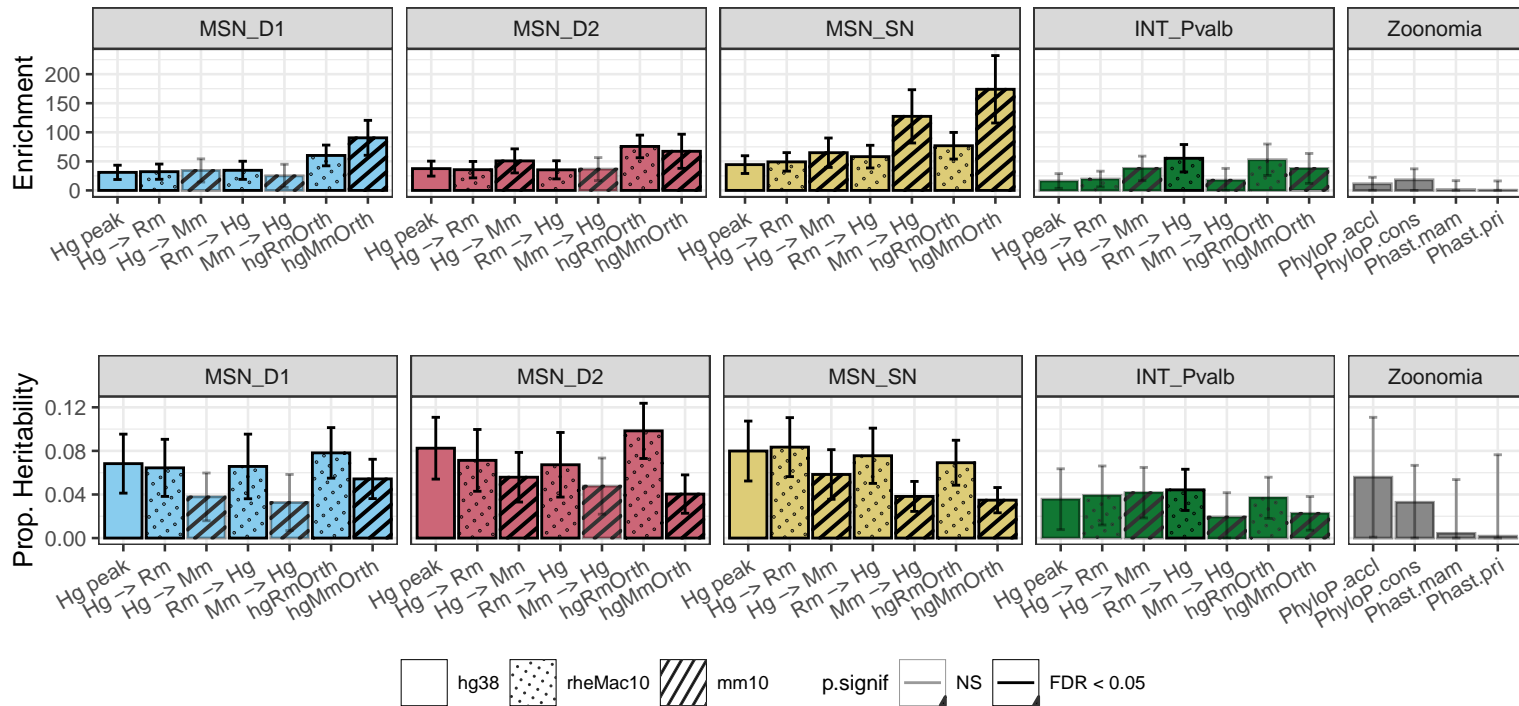 MSN_D1
MSN_D2
MSN_SN
INT_Pvalb
Zoonomia
Enrichment
200
150
100
50
0
Hg peak
Hg −> Rm
Hg −> Mm
Rm −> Hg
Mm −> Hg
hgRmOrth
hgMmOrth
Hg peak
Hg −> Rm
Hg −> Mm
Rm −> Hg
Mm −> Hg
hgRmOrth
hgMmOrth
Hg peak
Hg −> Rm
Hg −> Mm
Rm −> Hg
Mm −> Hg
hgRmOrth
hgMmOrth
Hg peak
Hg −> Rm
Hg −> Mm
Rm −> Hg
Mm −> Hg
hgRmOrth
hgMmOrth
PhyloP.accl
PhyloP.cons
Phast.mam
Phast.pri
MSN_D1
MSN_D2
MSN_SN
INT_Pvalb
Zoonomia
Prop. Heritability
0.12
0.08
0.04
0.00
Hg peak
Hg −> Rm
Hg −> Mm
Rm −> Hg
Mm −> Hg
hgRmOrth
hgMmOrth
Hg peak
Hg −> Rm
Hg −> Mm
Rm −> Hg
Mm −> Hg
hgRmOrth
hgMmOrth
Hg peak
Hg −> Rm
Hg −> Mm
Rm −> Hg
Mm −> Hg
hgRmOrth
hgMmOrth
Hg peak
Hg −> Rm
Hg −> Mm
Rm −> Hg
Mm −> Hg
hgRmOrth
hgMmOrth
PhyloP.accl
PhyloP.cons
Phast.mam
Phast.pri
hg38
rheMac10
mm10
p.signif
NS
FDR < 0.05